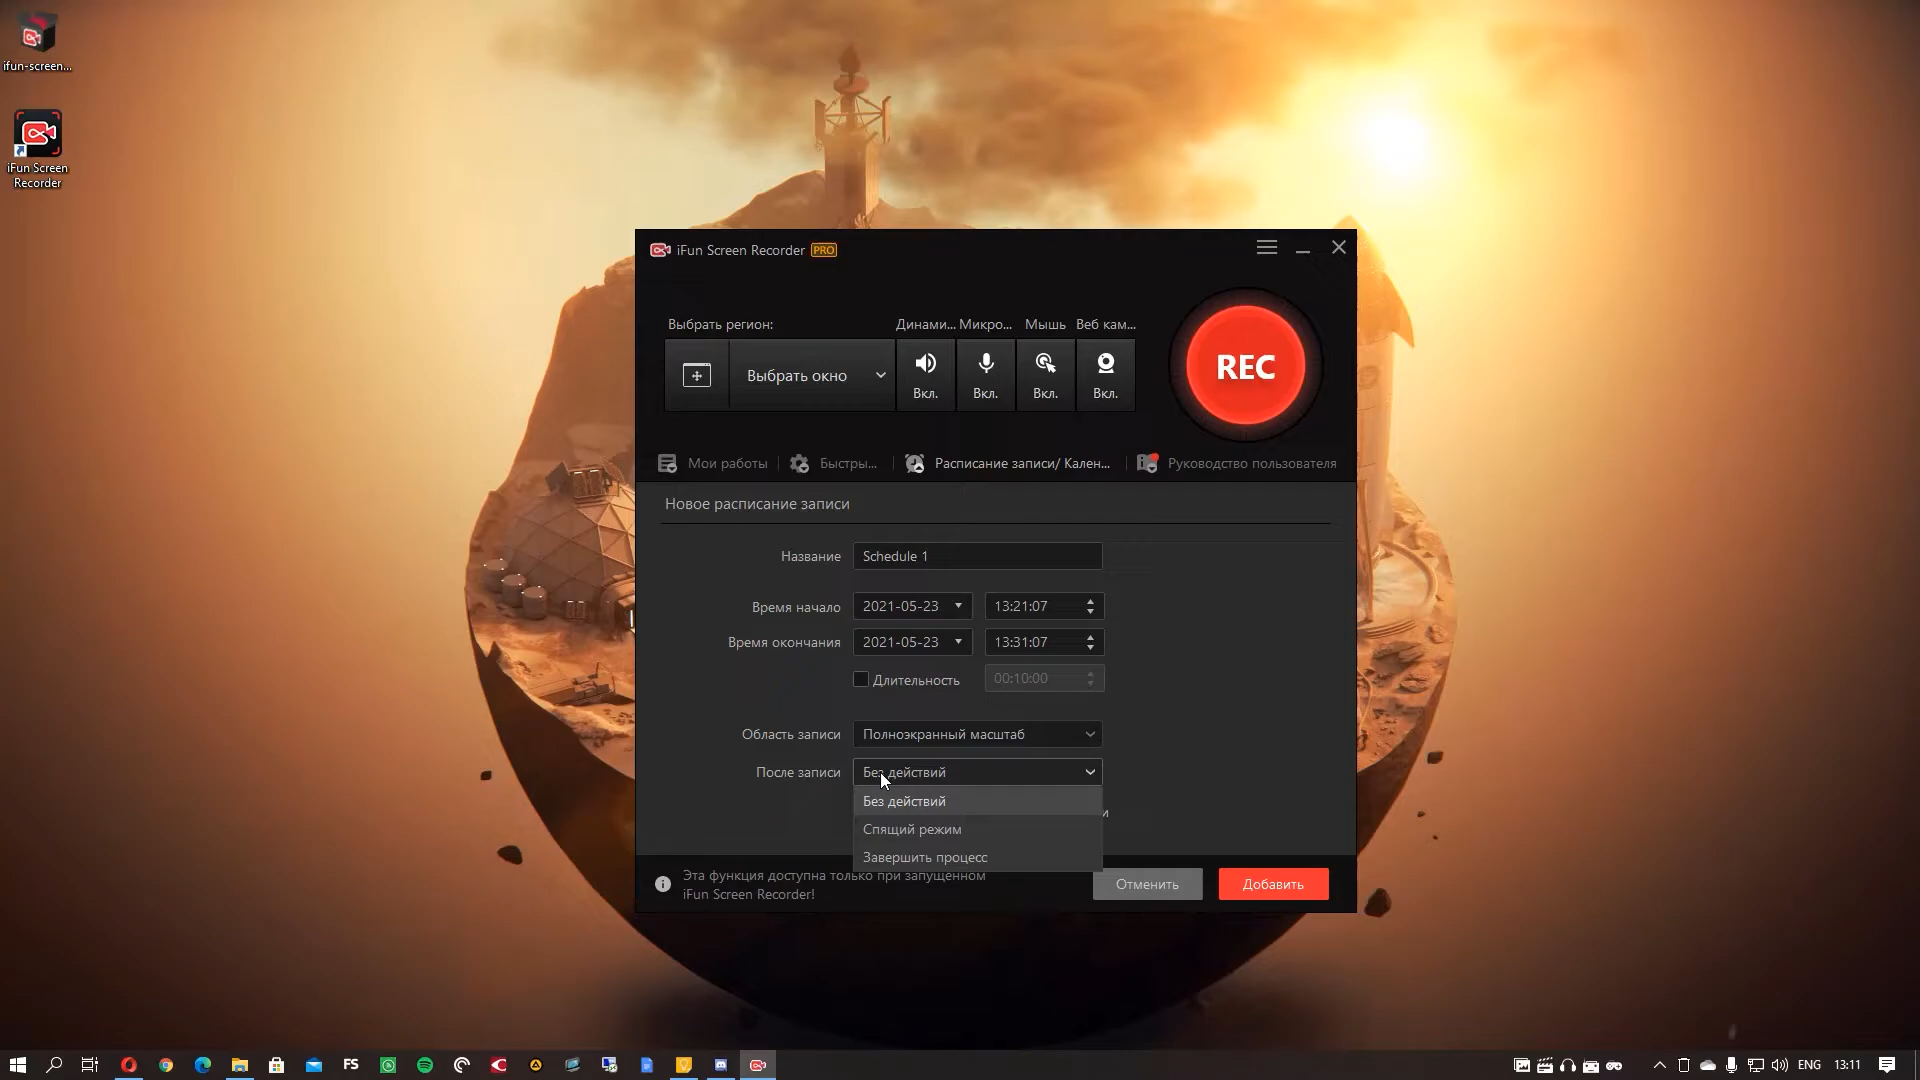 ifun-screen...
iFun Screen
Recorder
iFun Screen Recorder PRO
Выбрать регион:
Динами... Микро... Мышь Веб кам...
Выбрать окно
Вкл. Вкл. Вкл. Вкл.
REC
Мои работы
Быстры...
Расписание записи/ Кален...
Руководство пользователя
Новое расписание записи
Название Schedule 1
Время начало 2021-05-23 13:21:07
Время окончания 2021-05-23 13:31:07
Длительность 00:10:00
Область записи Полноэкранный масштаб
После записи Без действий
Без действий
Спящий режим
Завершить процесс
Эта функция доступна только при запущенном
iFun Screen Recorder!
Отменить
Добавить
FS
ENG 13:11